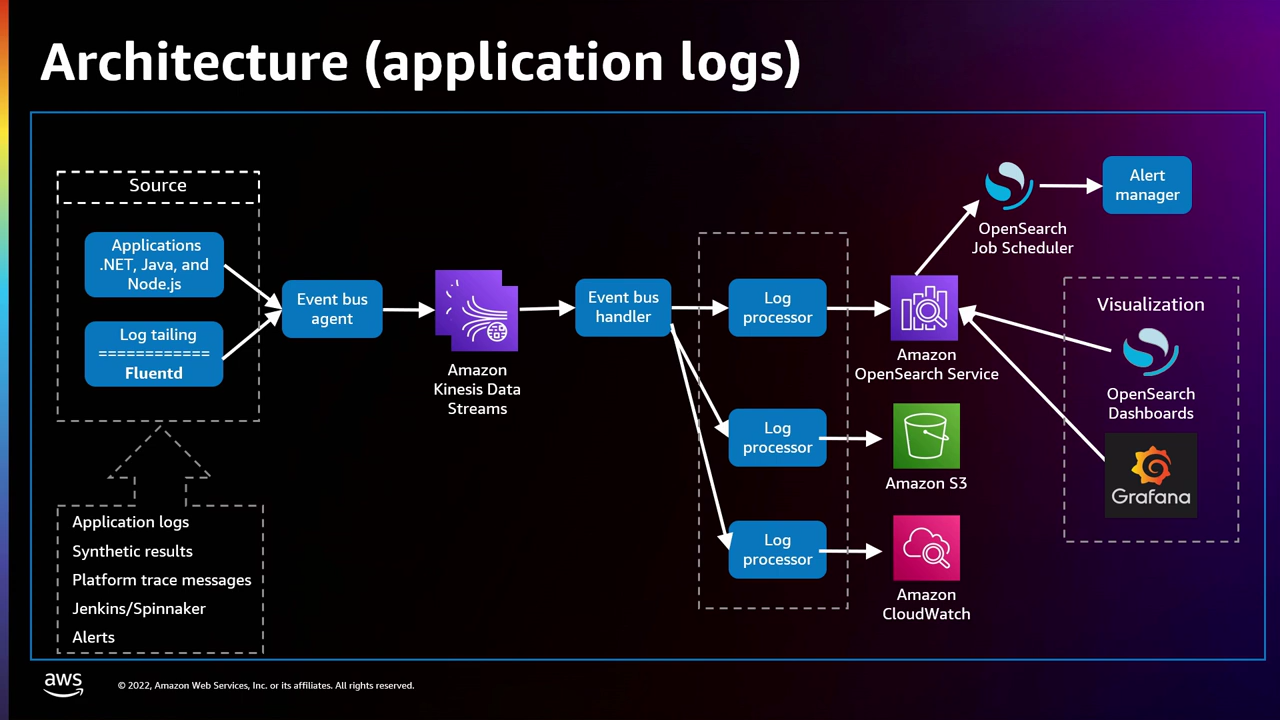 Architecture (application logs)
Source
Applications
.NET, Java, and
Node.js
Log tailing
============
Fluentd
Application logs
Synthetic results
Platform trace messages
Jenkins/Spinnaker
Alerts
Event bus
agent
Amazon
Kinesis Data
Streams
Event bus
handler
Log
processor
Log
processor
Log
processor
Amazon
OpenSearch Service
Amazon S3
Amazon
CloudWatch
OpenSearch
Job Scheduler
Alert
manager
Visualization
OpenSearch
Dashboards
Grafana
aws
© 2022, Amazon Web Services, Inc. or its affiliates. All rights reserved.